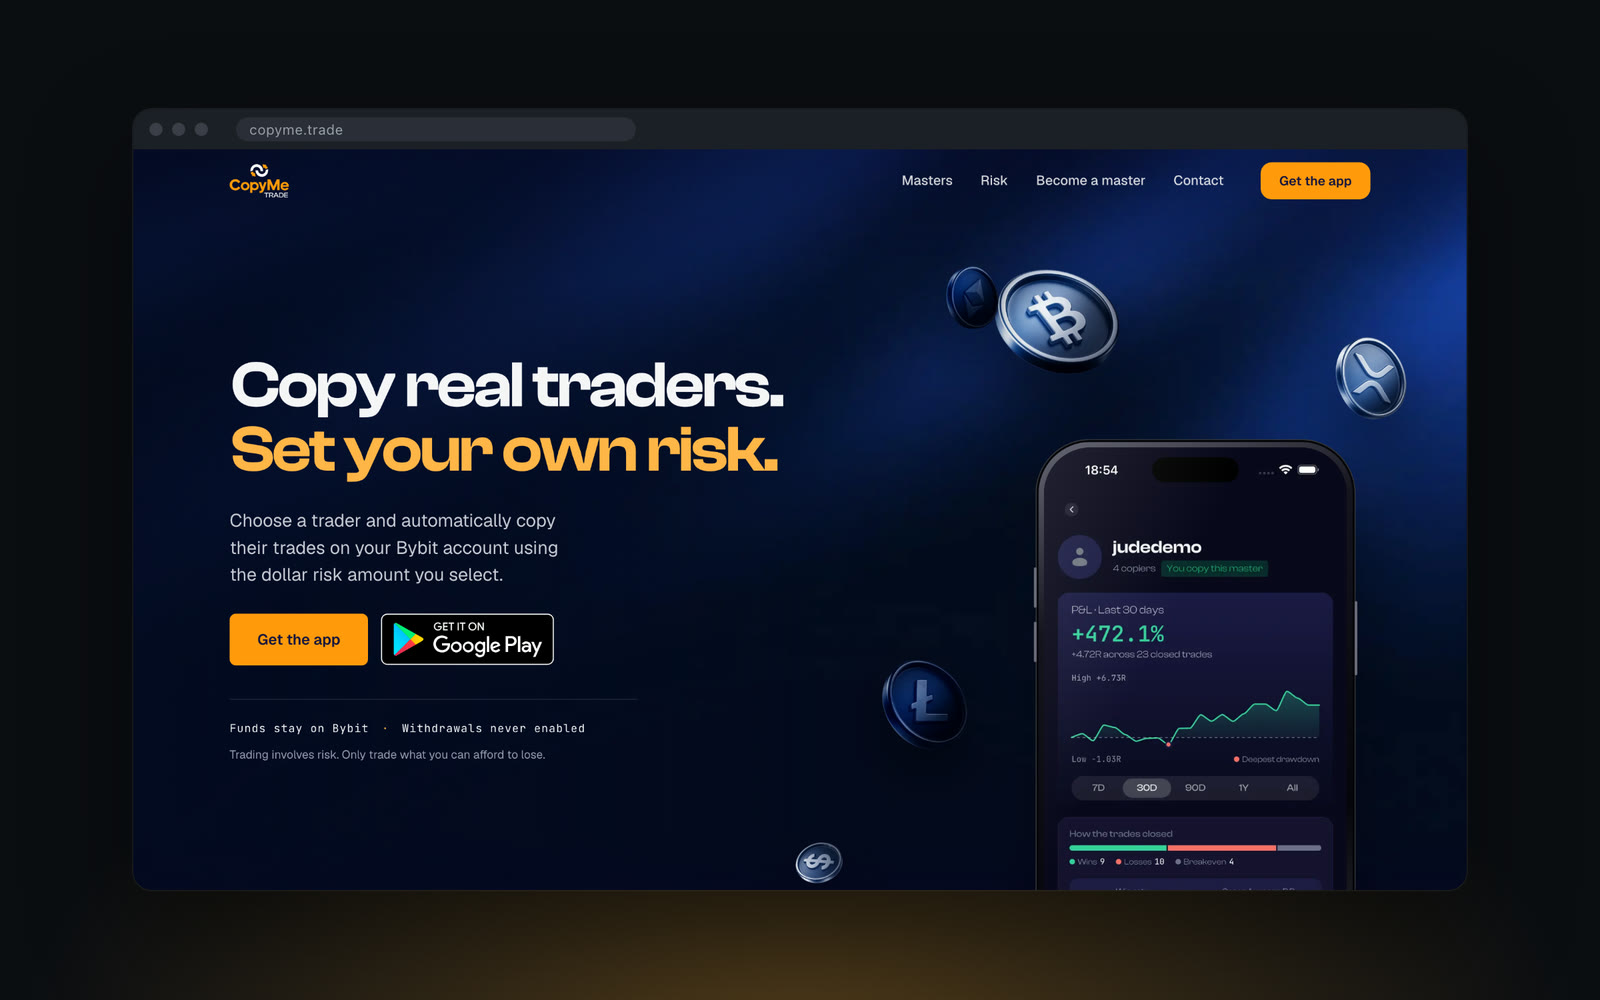 copyme.trade
CopyMe
TRADE
Masters
Risk
Become a master
Contact
Get the app
Copy real traders.
Set your own risk.
Choose a trader and automatically copy
their trades on your Bybit account using
the dollar risk amount you select.
Get the app
GET IT ON
Google Play
Funds stay on Bybit · Withdrawals never enabled
Trading involves risk. Only trade what you can afford to lose.
18:54
judedemo
4 copiers You copy this master
P&L · Last 30 days
+472.1%
+4.72R across 23 closed trades
High +6.73R
Low -1.03R
Deepest drawdown
7D 30D 90D 1Y All
How the trades closed
Wins 9 Losses 10 Breakeven 4